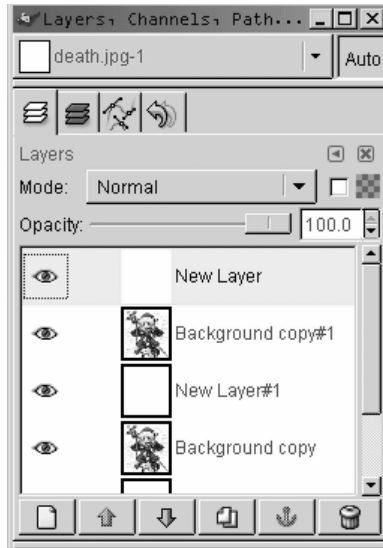 Layers, Channels, Path...
death.jpg-1
Auto
Layers
Mode: Normal
Opacity: 100.0
New Layer
Background copy#1
New Layer#1
Background copy